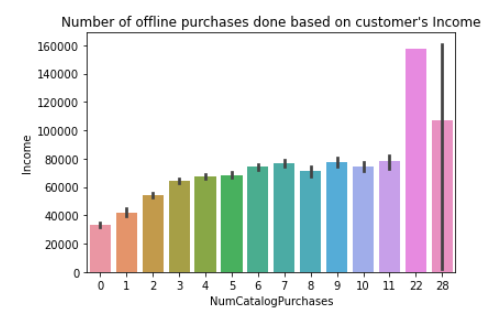 Number of offline purchases done based on customer's Income
160000
140000
120000
100000
80000
60000
40000
20000
0
Income
0 1 2 3 4 5 6 7 8 9 10 11 22 28
NumCatalogPurchases